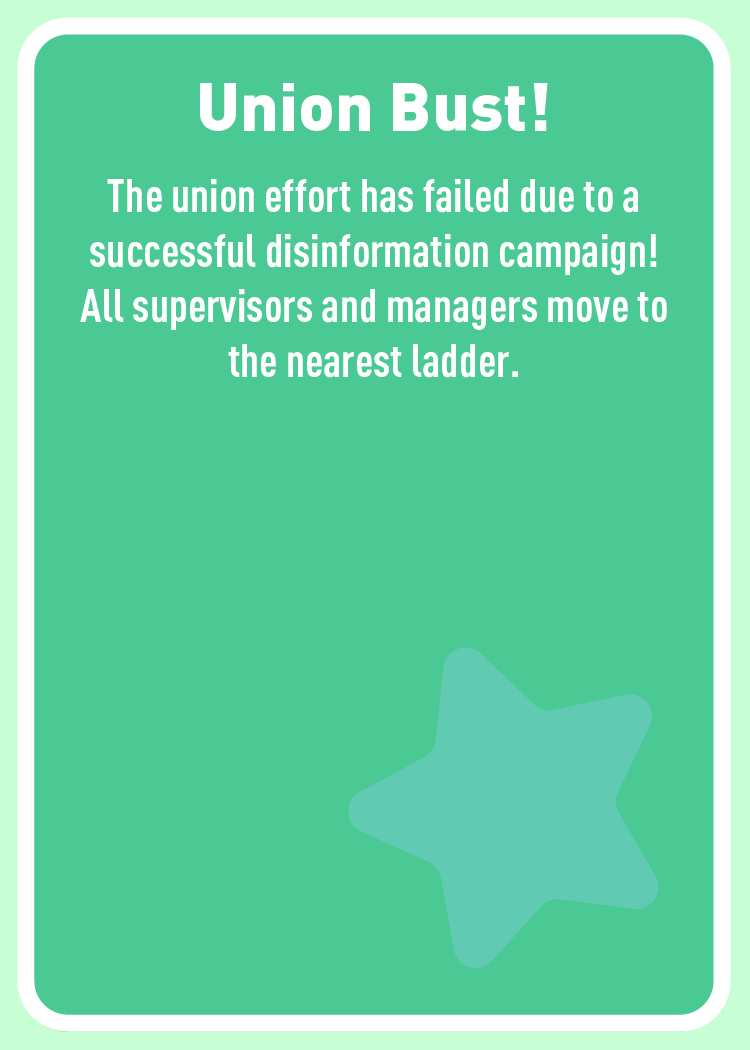 Union Bust!
The union effort has failed due to a
successful disinformation campaign!
All supervisors and managers move to
the nearest ladder.